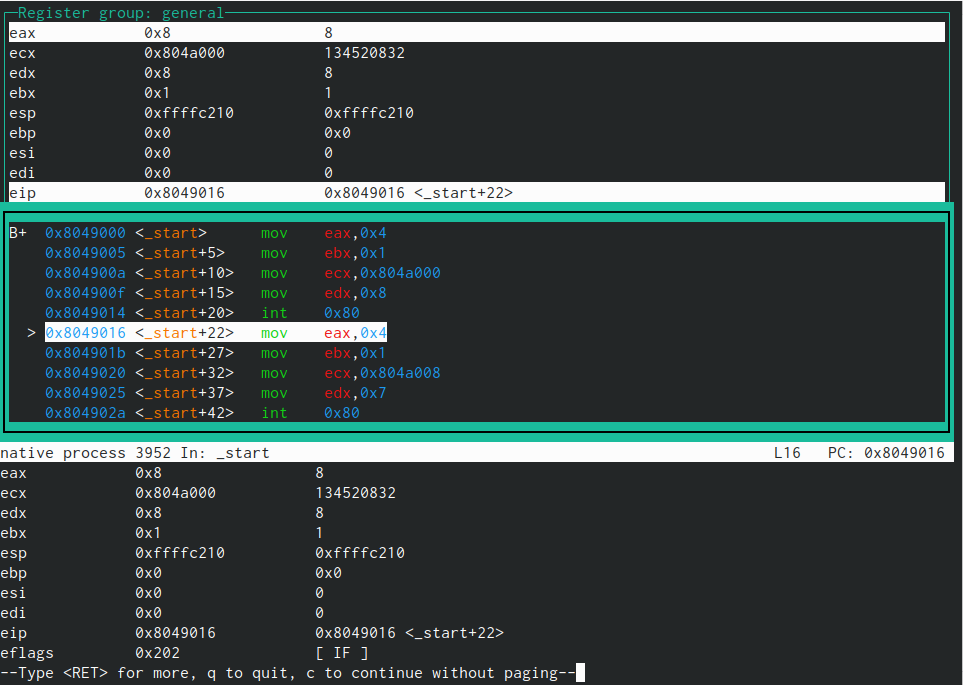 Register group: general
eax 0x8 8
ecx 0x804a000 134520832
edx 0x8 8
ebx 0x1 1
esp 0xffffc210 0xffffc210
ebp 0x0 0x0
esi 0x0 0
edi 0x0 0
eip 0x8049016 0x8049016 <_start+22>
B+ 0x8049000 <_start> mov eax,0x4
0x8049005 <_start+5> mov ebx,0x1
0x804900a <_start+10> mov ecx,0x804a000
0x804900f <_start+15> mov edx,0x8
0x8049014 <_start+20> int 0x80
> 0x8049016 <_start+22> mov eax,0x4
0x804901b <_start+27> mov ebx,0x1
0x8049020 <_start+32> mov ecx,0x804a008
0x8049025 <_start+37> mov edx,0x7
0x804902a <_start+42> int 0x80
native process 3952 In: _start L16 PC: 0x8049016
eax 0x8 8
ecx 0x804a000 134520832
edx 0x8 8
ebx 0x1 1
esp 0xffffc210 0xffffc210
ebp 0x0 0x0
esi 0x0 0
edi 0x0 0
eip 0x8049016 0x8049016 <_start+22>
eflags 0x202 [ IF ]
--Type <RET> for more, q to quit, c to continue without paging--